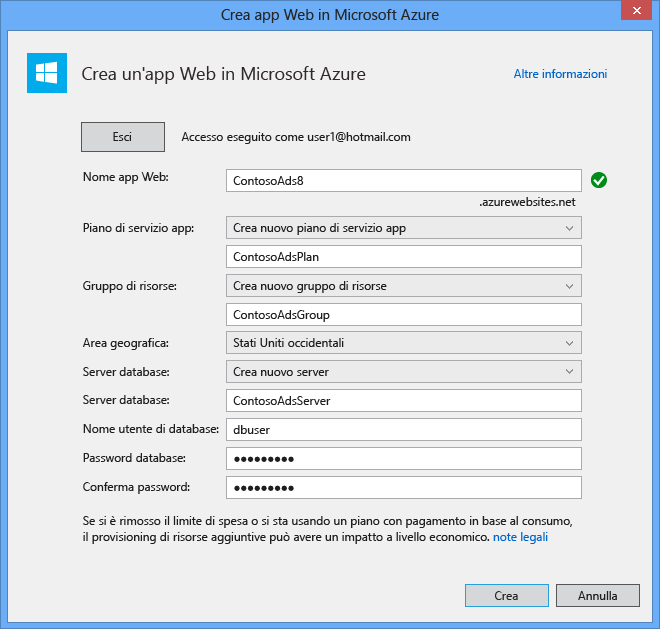 Crea app Web in Microsoft Azure
Crea un'app Web in Microsoft Azure
Altre informazioni
Esci
Accesso eseguito come user1@hotmail.com
Nome app Web:
ContosoAds8
.azurewebsites.net
Piano di servizio app:
Crea nuovo piano di servizio app
ContosoAdsPlan
Gruppo di risorse:
Crea nuovo gruppo di risorse
ContosoAdsGroup
Area geografica:
Stati Uniti occidentali
Server database:
Crea nuovo server
Server database:
ContosoAdsServer
Nome utente di database:
dbuser
Password database:
●●●●●●●●●
Conferma password:
●●●●●●●●●
Se si è rimosso il limite di spesa o si sta usando un piano con pagamento in base al consumo,
il provisioning di risorse aggiuntive può avere un impatto a livello economico. note legali
Crea
Annulla